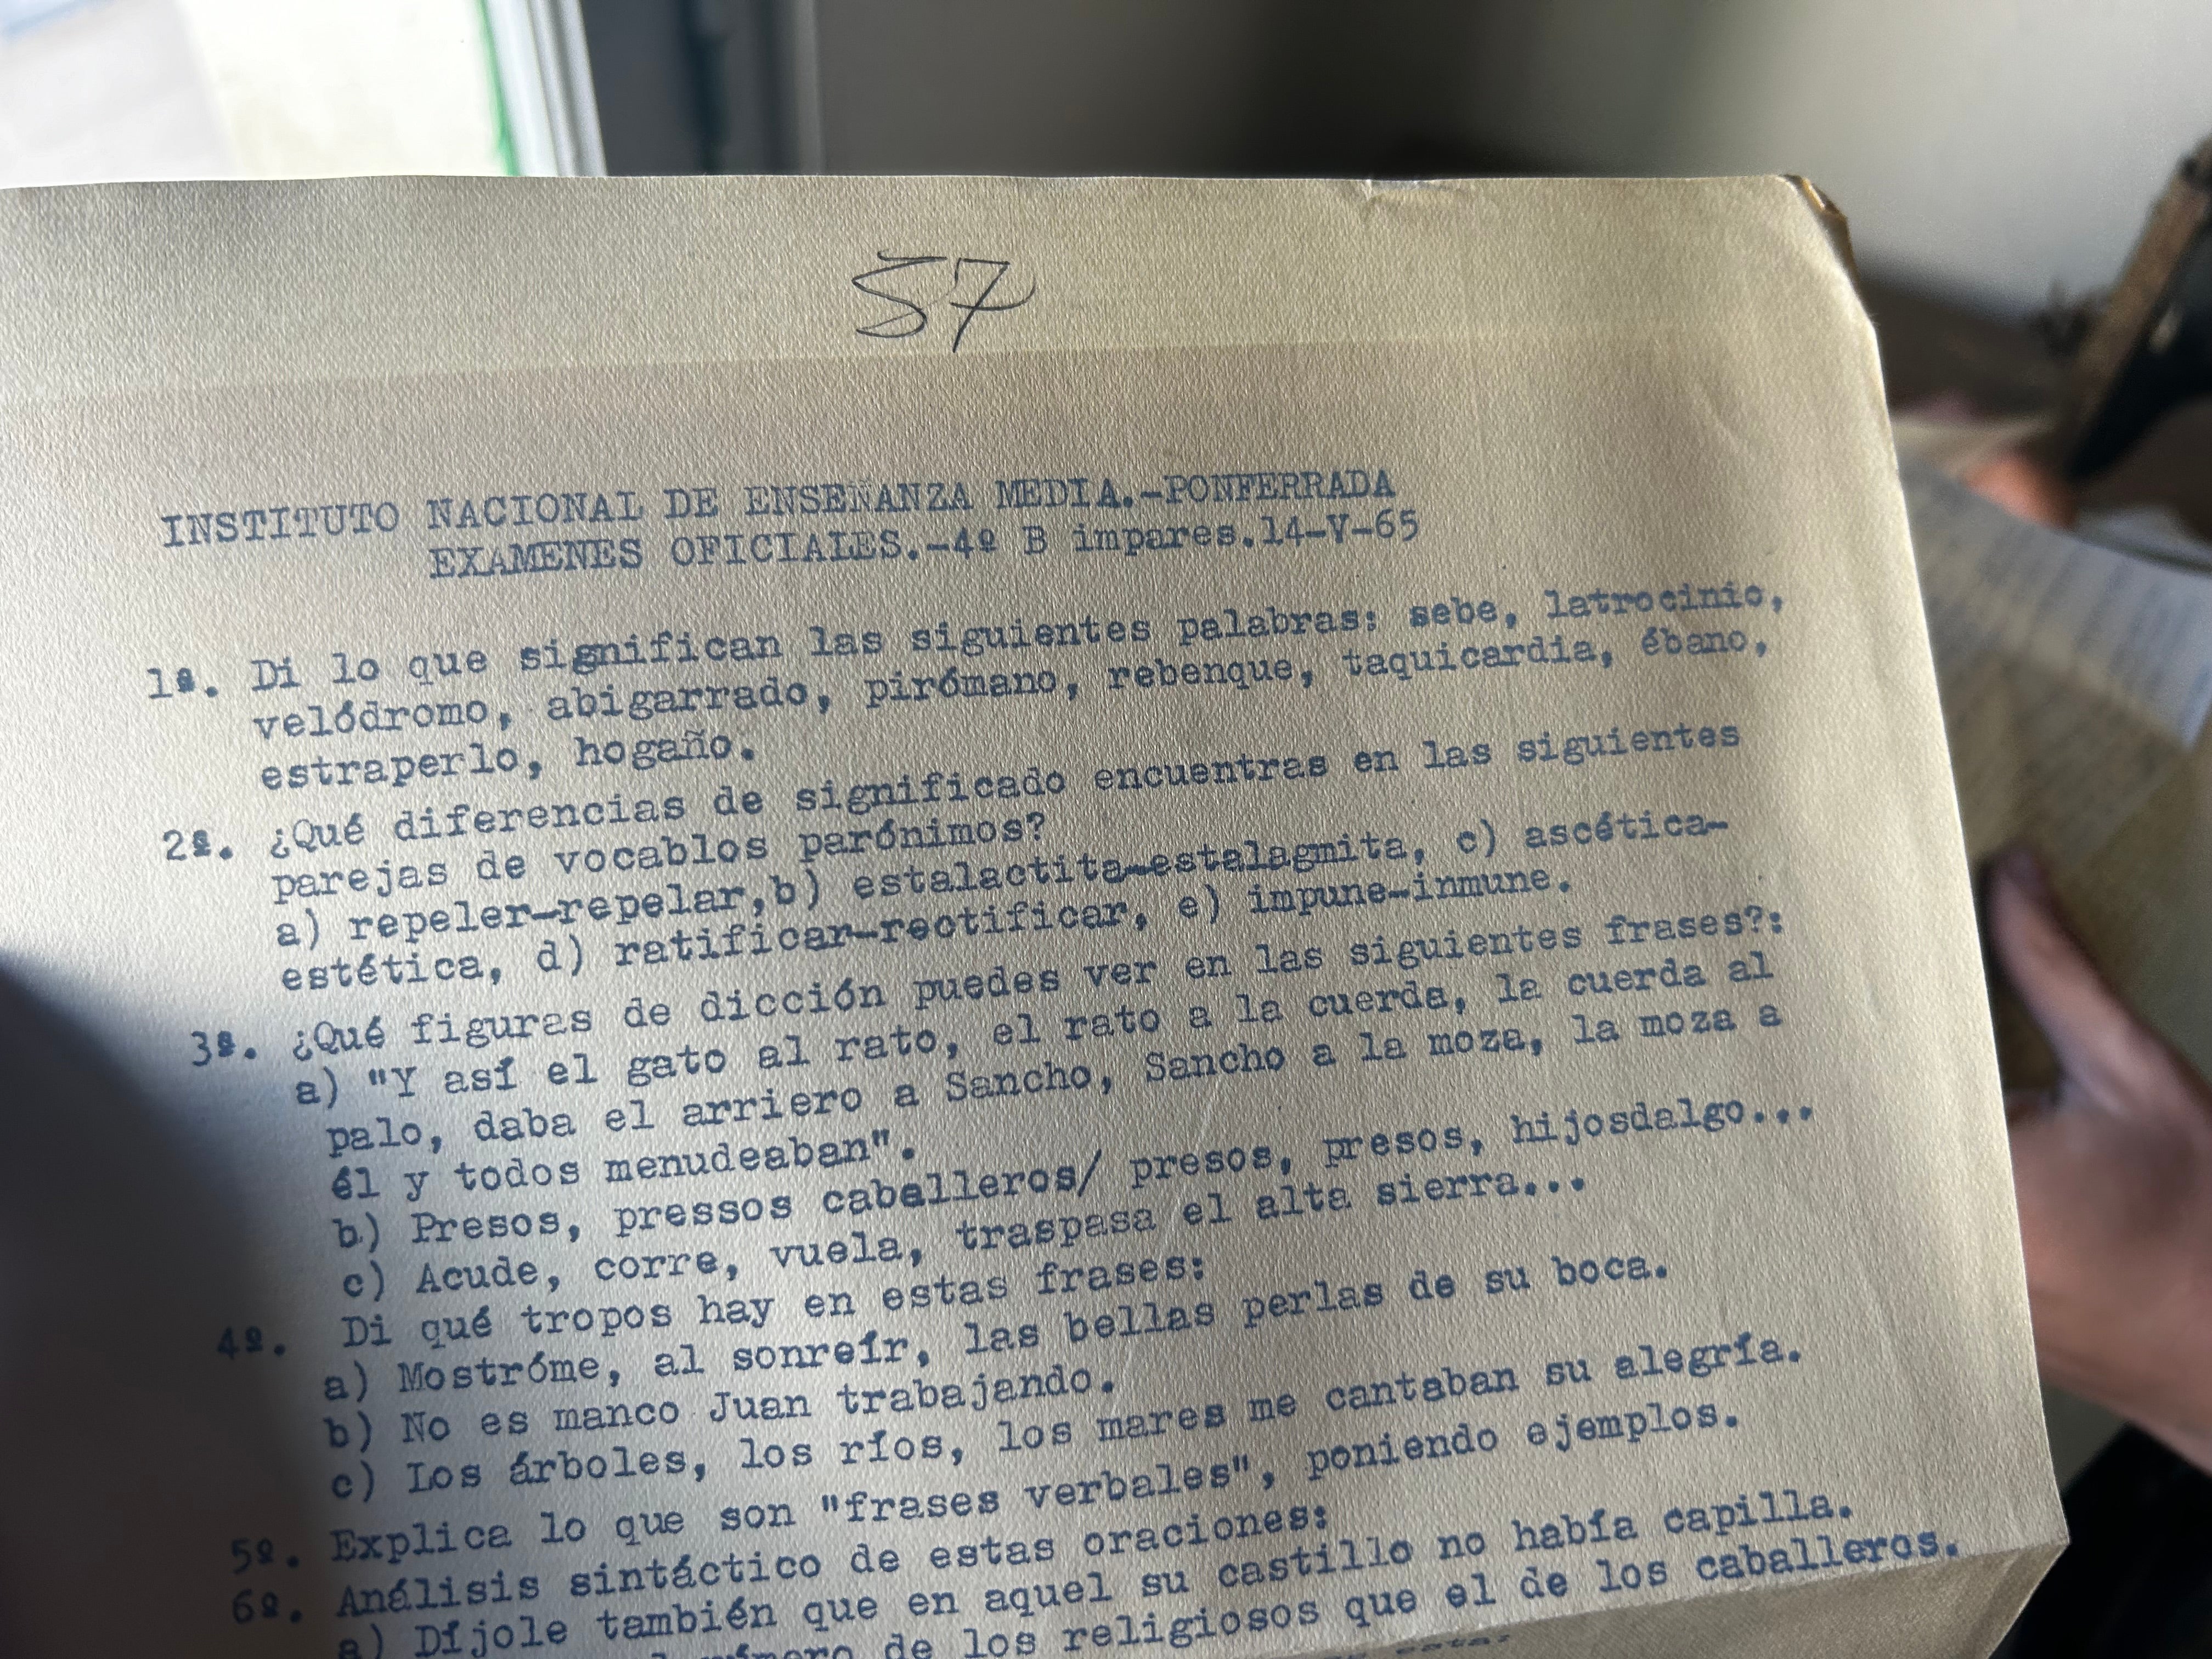 57
INSTITUTO NACIONAL DE ENSEÑANZA MEDIA.-PONFERRADA
EXAMENES OFICIALES.-4º B impares.14-V-65
1ª. Di lo que significan las siguientes palabras: sebe, latrocinio,
velódromo, abigarrado, pirómano, rebenque, taquicardia, ébano,
estraperlo, hogaño.
2ª. ¿Qué diferencias de significado encuentras en las siguientes
parejas de vocablos parónimos?
a) repeler-repelar,b) estalactita-estalagmita, c) ascética-
estética, d) ratificar-rectificar, e) impune-inmune.
3ª. ¿Qué figuras de dicción puedes ver en las siguientes frases?:
a) "Y así el gato al rato, el rato a la cuerda, la cuerda al
palo, daba el arriero a Sancho, Sancho a la moza, la moza a
él y todos menudeaban".
b) Presos, pressos caballeros/ presos, presos, hijosdalgo...
c) Acude, corre, vuela, traspasa el alta sierra...
4º. Di qué tropos hay en estas frases:
a) Mostróme, al sonreír, las bellas perlas de su boca.
b) No es manco Juan trabajando.
c) Los árboles, los ríos, los mares me cantaban su alegría.
5º. Explica lo que son "frases verbales", poniendo ejemplos.
6º. Análisis sintáctico de estas oraciones:
a) Díjole también que en aquel su castillo no había capilla.
número de los religiosos que el de los caballeros.